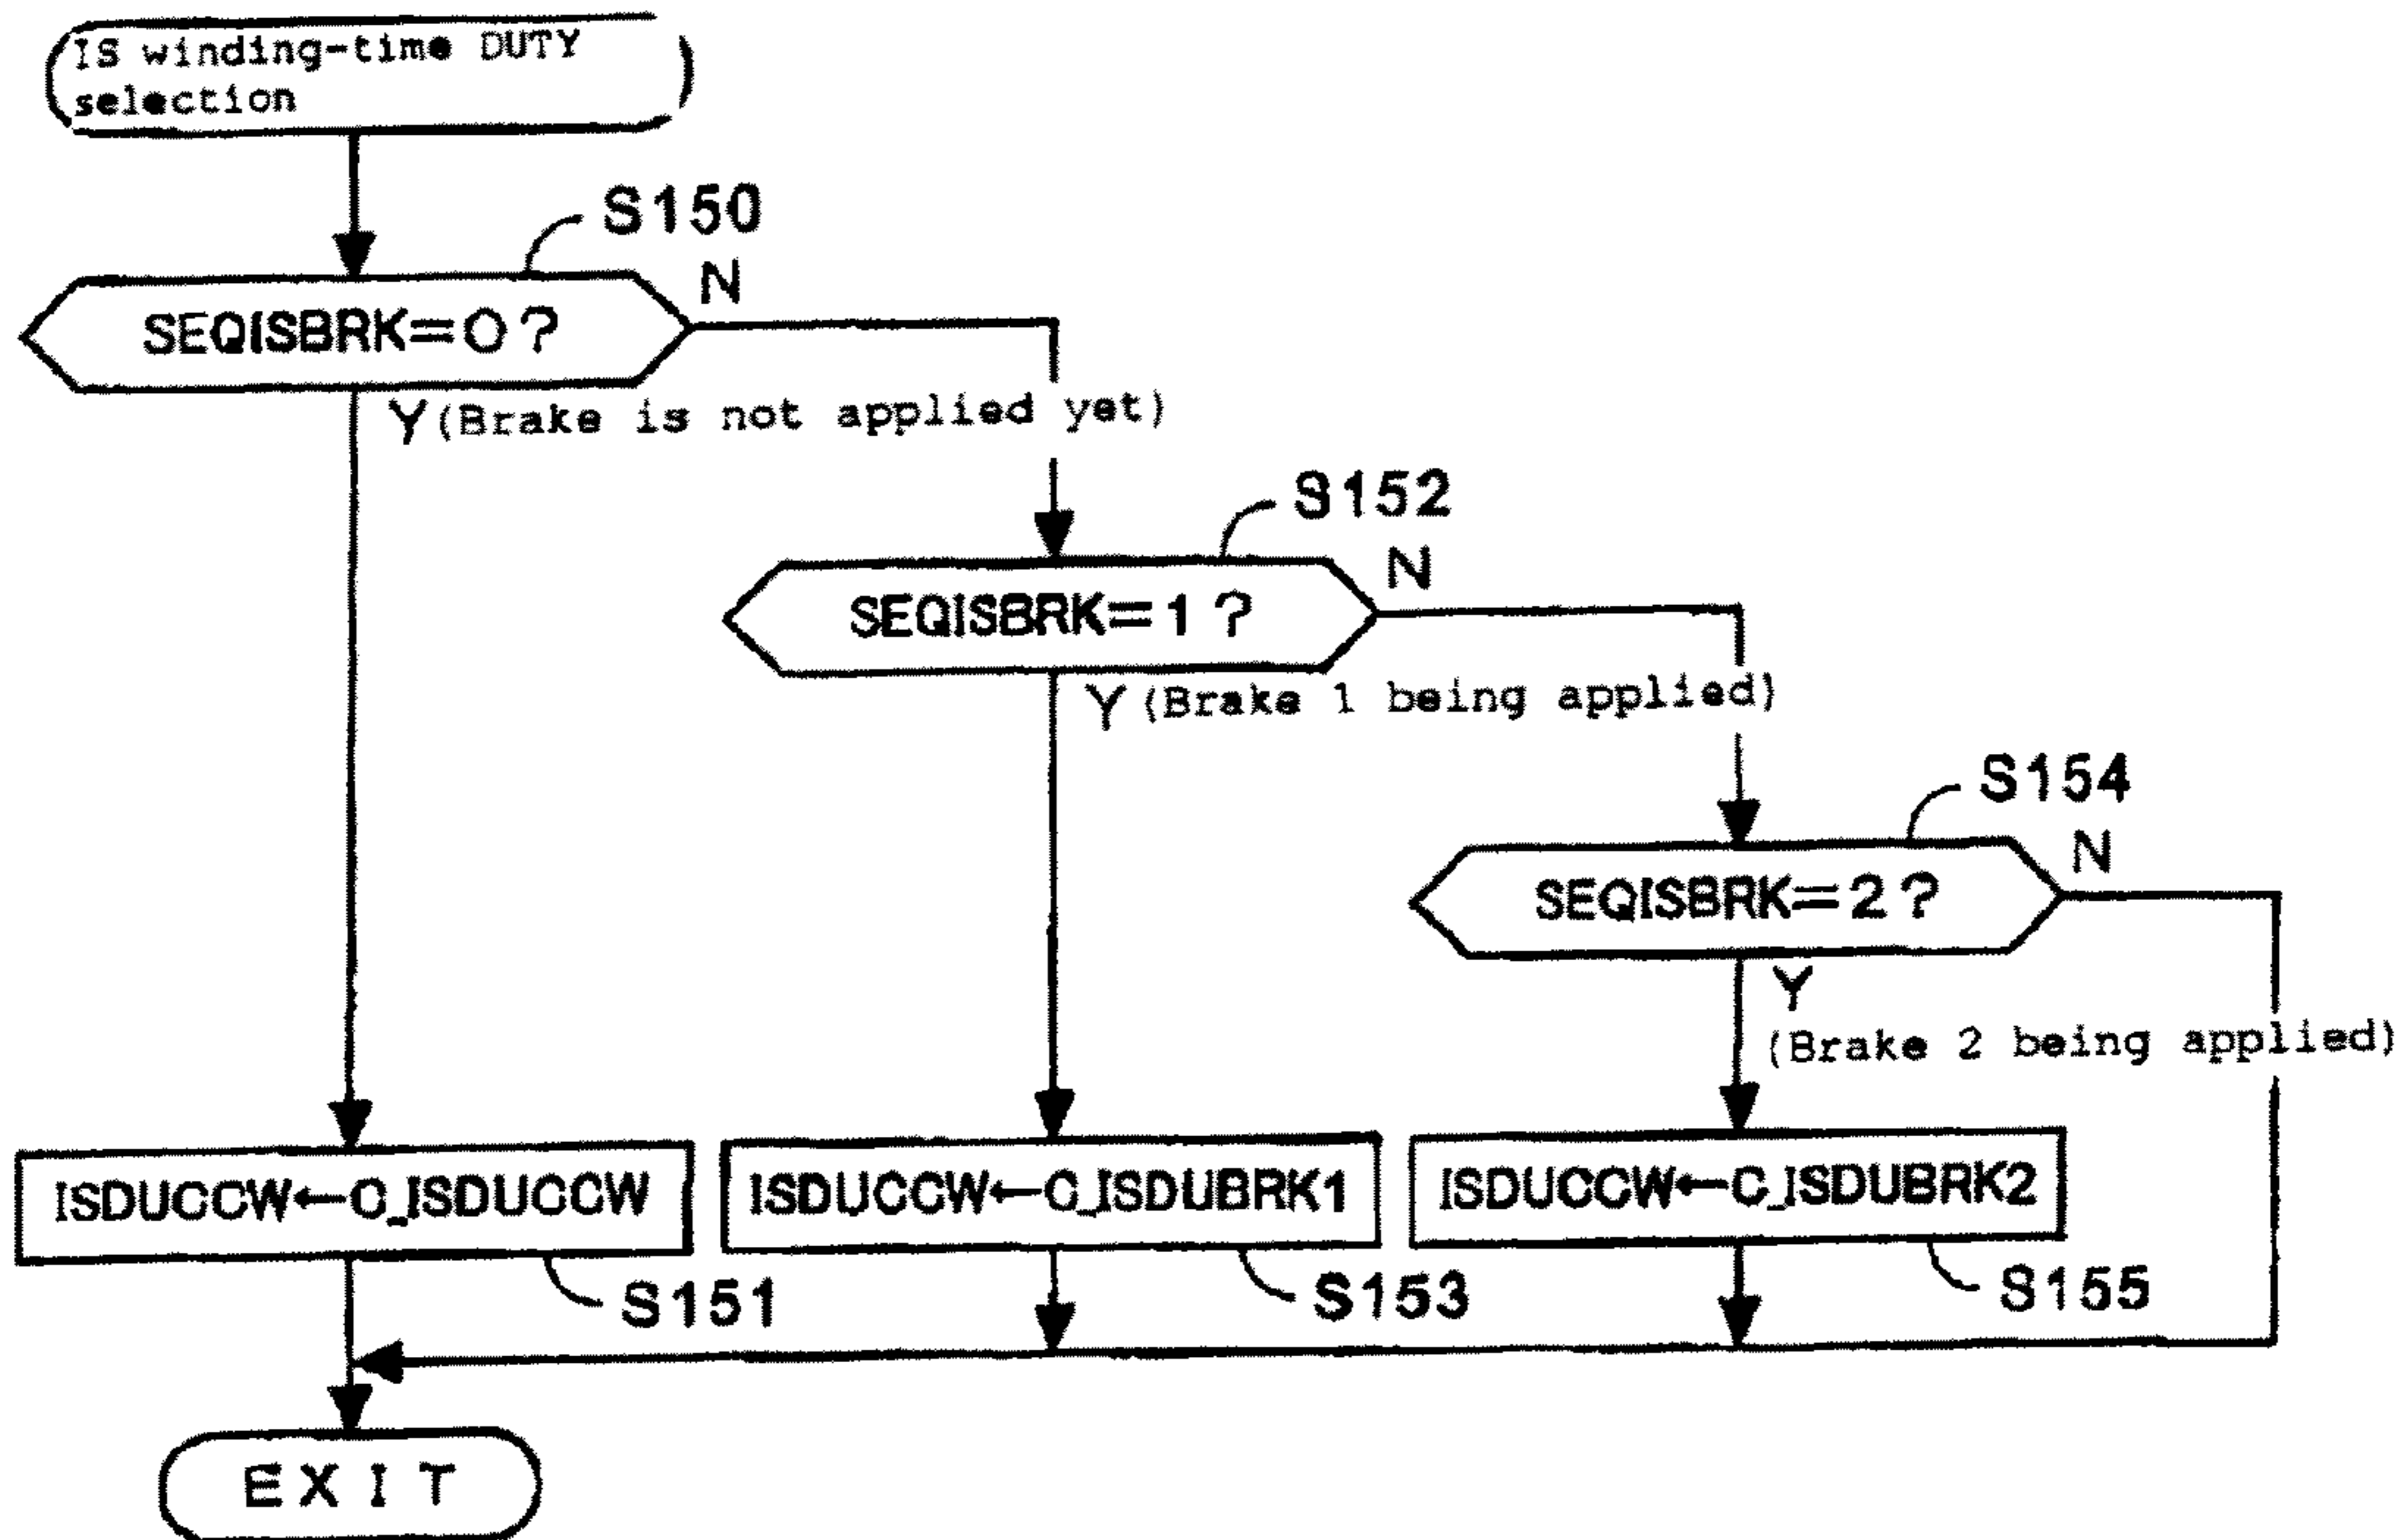 IS winding-time DUTY
selection
S150
N
SEQISBRK=0?
Y (Brake is not applied yet)
S152
N
SEQISBRK=1?
Y (Brake 1 being applied)
S154
N
SEQISBRK=2?
Y
(Brake 2 being applied)
ISDUCCW←C_ISDUCCW
ISDUCCW←C_ISDUBRK1
ISDUCCW←C_ISDUBRK2
S151
S153
S155
EXIT